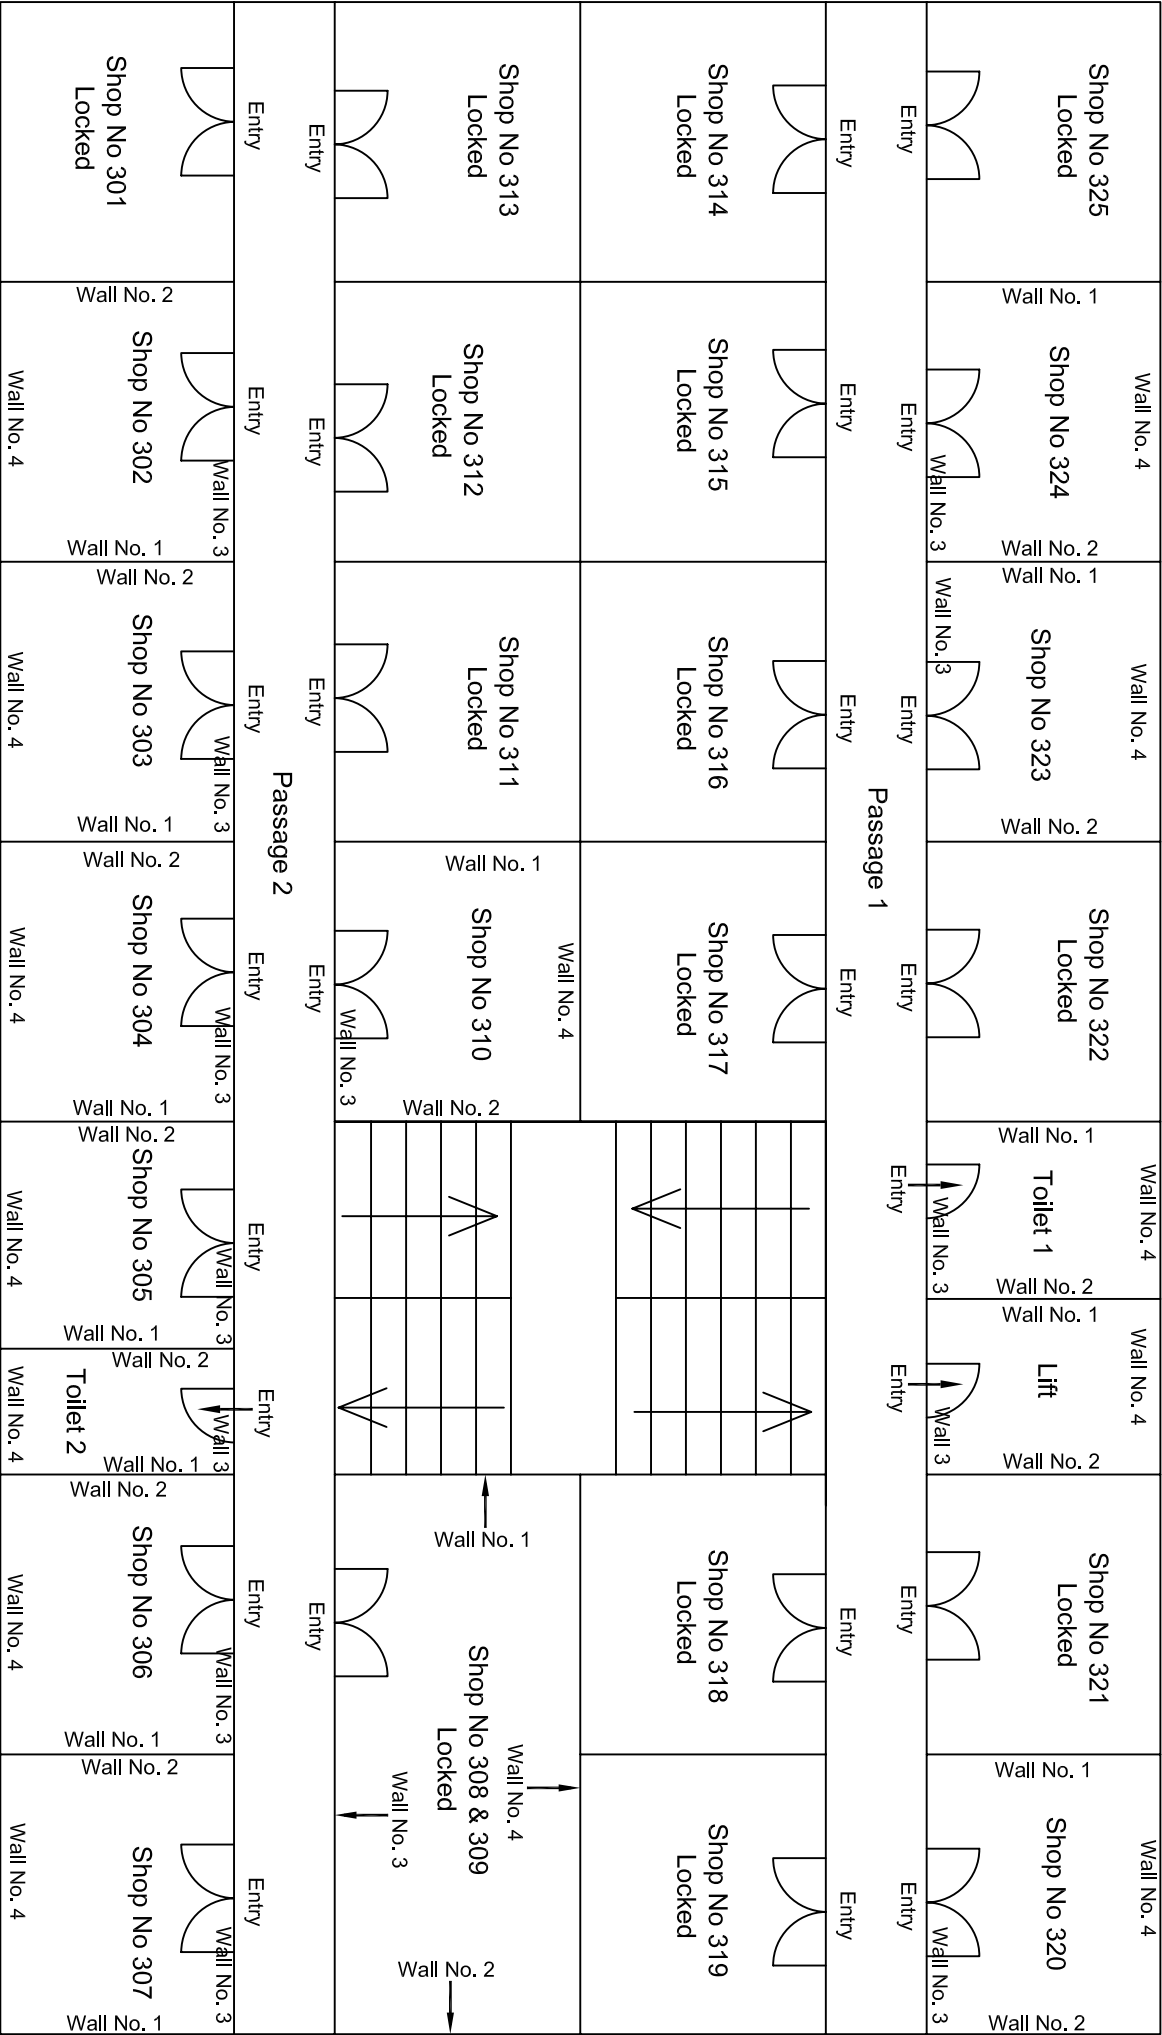 Shop No 325
Locked
Entry
Wall No. 1
Shop No 324
Wall No. 4
Entry
Wall No. 3
Wall No. 2
Wall No. 1
Wall No. 3
Shop No 323
Wall No. 4
Entry
Wall No. 2
Shop No 322
Locked
Entry
Wall No. 1
Toilet 1
Wall No. 4
Entry
Wall No. 3
Wall No. 2
Wall No. 1
Lift
Wall No. 4
Entry
Wall 3
Wall No. 2
Shop No 321
Locked
Entry
Wall No. 1
Shop No 320
Wall No. 4
Entry
Wall No. 3
Wall No. 2
Passage 1
Shop No 314
Locked
Entry
Shop No 315
Locked
Entry
Shop No 316
Locked
Entry
Shop No 317
Locked
Entry
Shop No 318
Locked
Entry
Shop No 319
Locked
Entry
Shop No 313
Locked
Entry
Shop No 312
Locked
Entry
Shop No 311
Locked
Entry
Wall No. 1
Shop No 310
Wall No. 4
Entry
Wall No. 3
Wall No. 2
Wall No. 1
Entry
Shop No 308 & 309
Locked
Wall No. 4
Wall No. 3
Wall No. 2
Passage 2
Shop No 301
Locked
Entry
Wall No. 2
Shop No 302
Entry
Wall No. 4
Wall No. 3
Wall No. 1
Wall No. 2
Shop No 303
Entry
Wall No. 4
Wall No. 3
Wall No. 1
Wall No. 2
Shop No 304
Entry
Wall No. 4
Wall No. 3
Wall No. 1
Wall No. 2
Shop No 305
Entry
Wall No. 4
Wall No. 3
Wall No. 1
Wall No. 2
Toilet 2
Entry
Wall No. 4
Wall 3
Wall No. 1
Wall No. 2
Shop No 306
Entry
Wall No. 4
Wall No. 3
Wall No. 1
Wall No. 2
Shop No 307
Entry
Wall No. 4
Wall No. 3
Wall No. 1